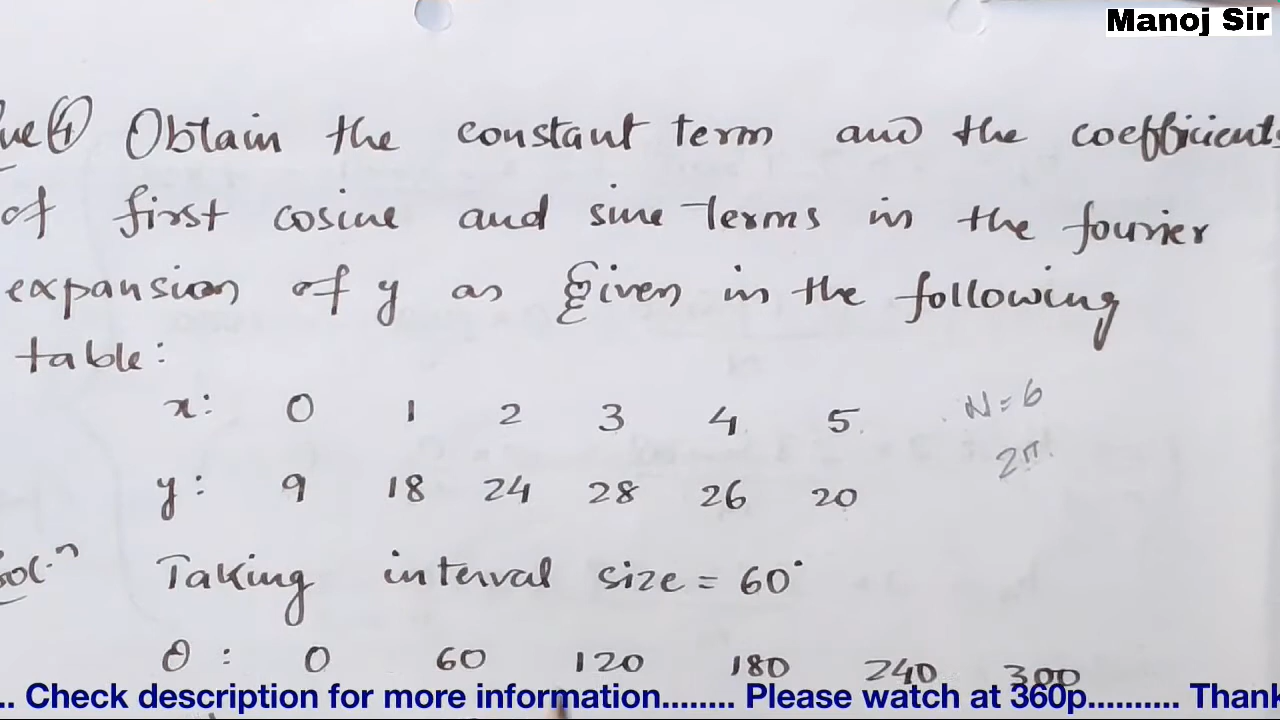 Manoj Sir
ue 4 Obtain the constant term and the coefficients
of first cosine and sine terms in the fourier
expansion of y as given in the following
table:
x: 0 1 2 3 4 5 N = 6
2π
y: 9 18 24 28 26 20
sol.ⁿ Taking interval size = 60°
θ : 0 60 120 180 240 300
.. Check description for more information........ Please watch at 360p.......... Thank